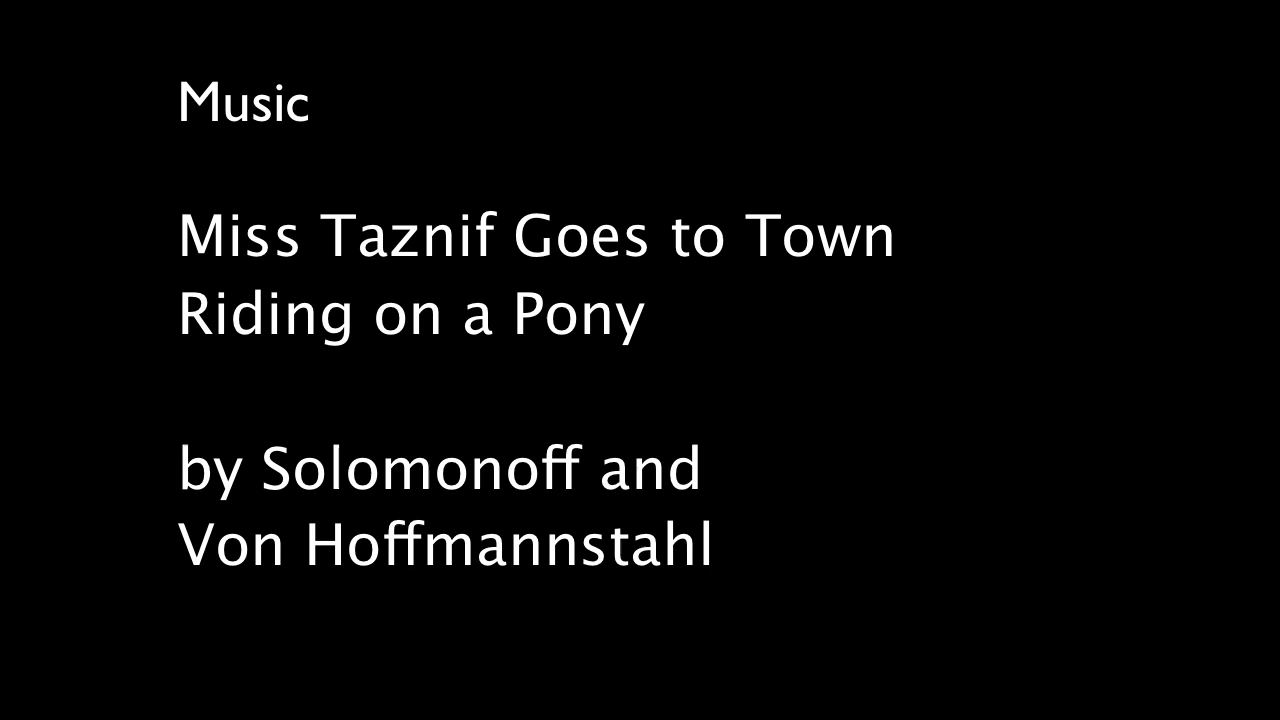 Music
Miss Taznif Goes to Town
Riding on a Pony
by Solomonoff and
Von Hoffmannstahl